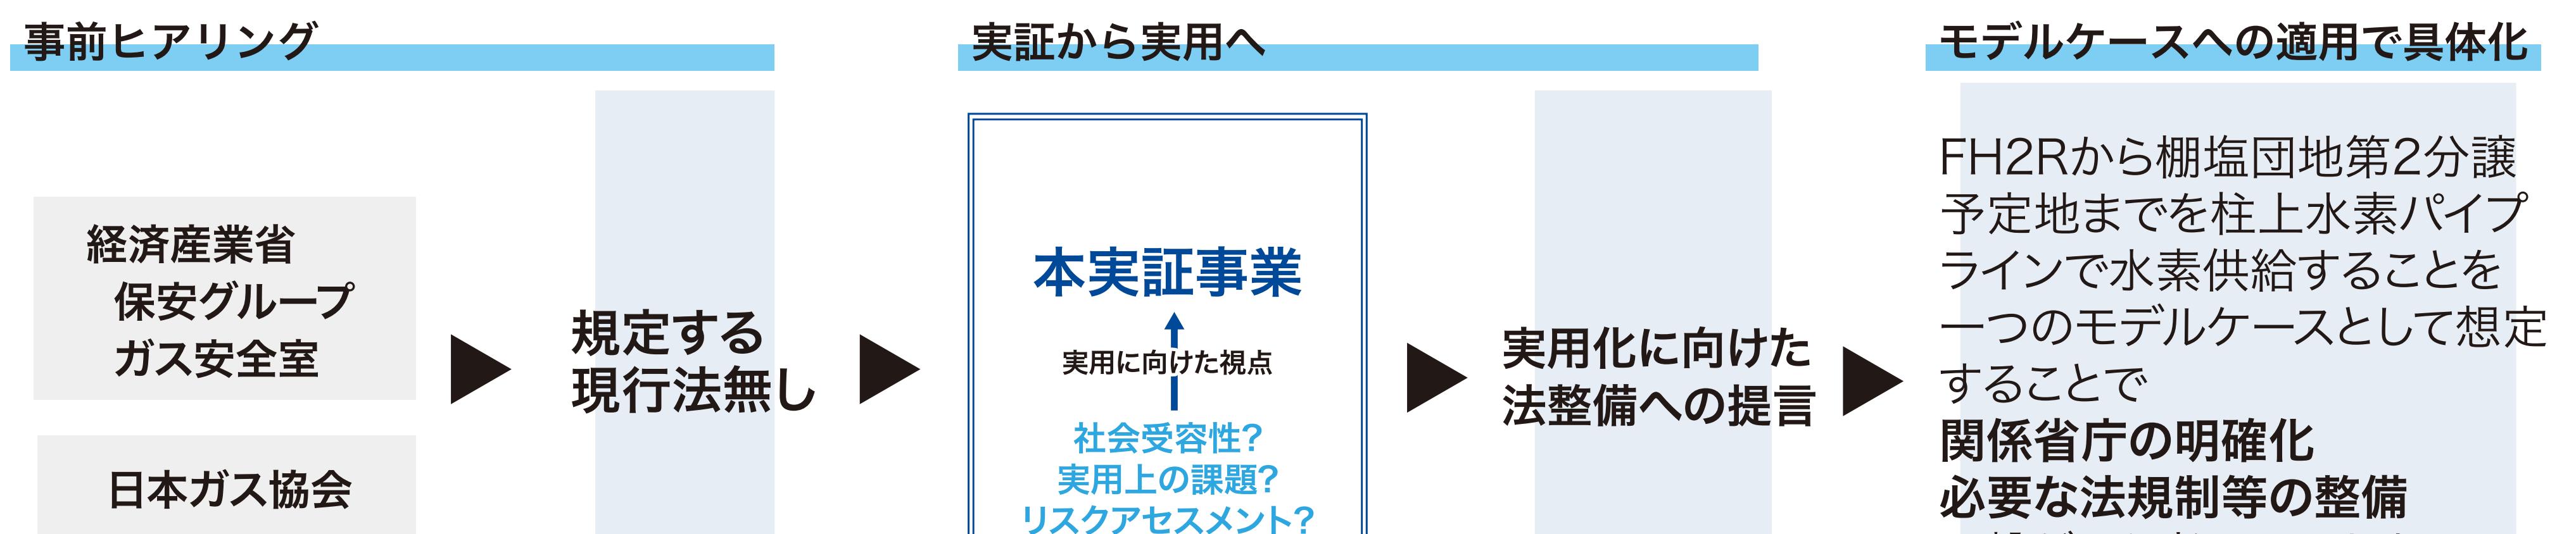 事前ヒアリング
経済産業省
保安グループ
ガス安全室
日本ガス協会
規定する
現行法無し
実証から実用へ
本実証事業
実用に向けた視点
社会受容性?
実用上の課題?
リスクアセスメント?
実用化に向けた
法整備への提言
モデルケースへの適用で具体化
FH2Rから棚塩団地第2分譲
予定地までを柱上水素パイプ
ラインで水素供給することを
一つのモデルケースとして想定
することで
関係省庁の明確化
必要な法規制等の整備